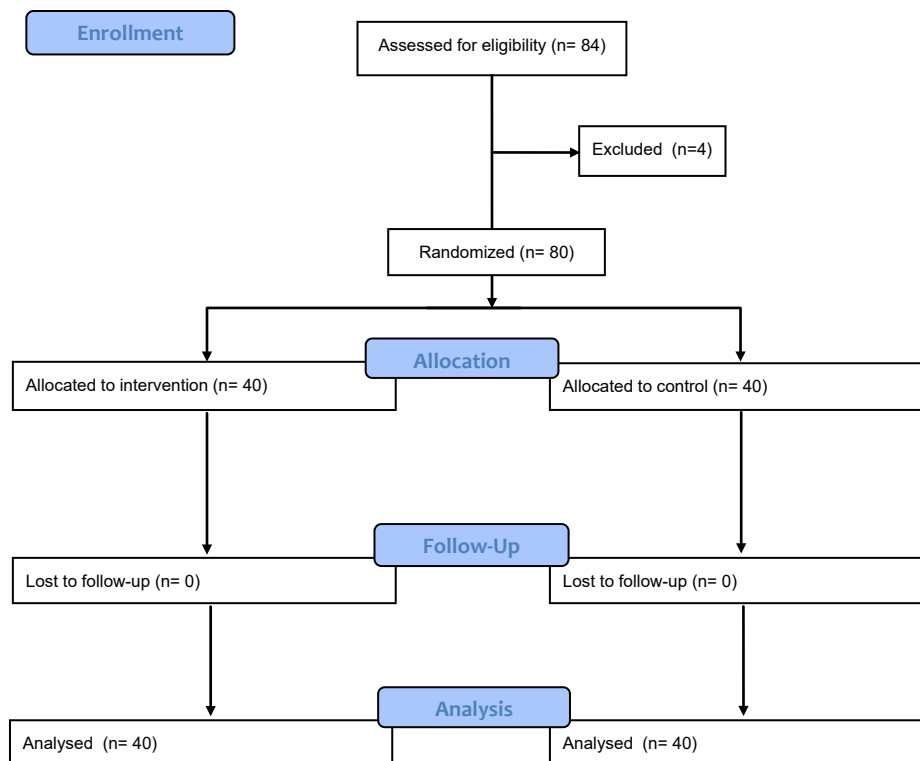 Enrollment
Assessed for eligibility (n= 84)
Excluded  (n=4)
Randomized (n= 80)
Allocation
Allocated to intervention (n= 40)
Allocated to control (n= 40)
Follow-Up
Lost to follow-up (n= 0)
Lost to follow-up (n= 0)
Analysis
Analysed  (n= 40)
Analysed  (n= 40)